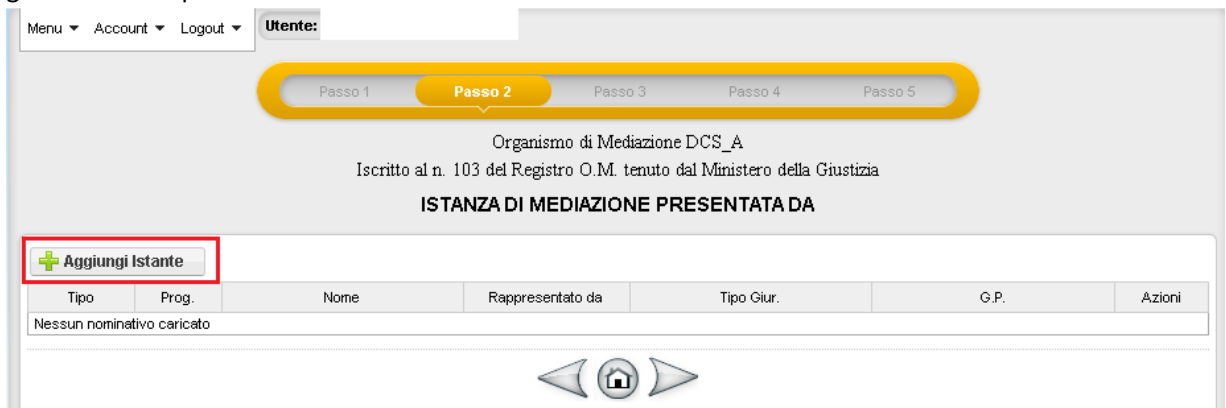 Menu Account Logout Utente:
Passo 1 Passo 2 Passo 3 Passo 4 Passo 5
Organismo di Mediazione DCS_A
Iscritto al n. 103 del Registro O.M. tenuto dal Ministero della Giustizia
ISTANZA DI MEDIAZIONE PRESENTATA DA
Aggiungi Istante
Tipo Prog. Nome Rappresentato da Tipo Giur. G.P. Azioni
Nessun nominativo caricato